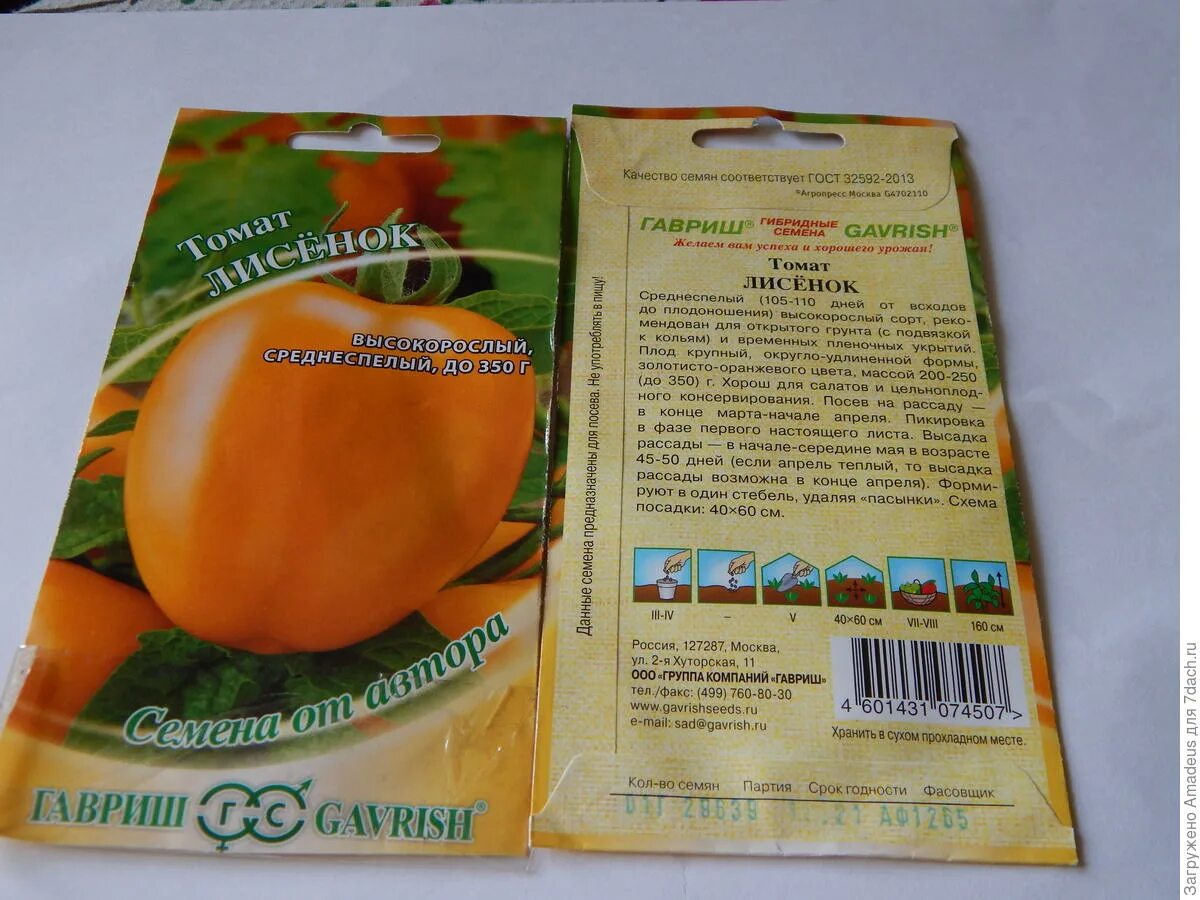 Томат
ЛИСЁНОК
ВЫСОКОРОСЛЫЙ,
СРЕДНЕСПЕЛЫЙ, ДО 350 Г
Семена от автора
ГАВРИШ ГС GAVRISH®
Качество семян соответствует ГОСТ 32592-2013
®Агропресс Москва G4702110
ГАВРИШ® ГИБРИДНЫЕ СЕМЕНА GAVRISH®
Желаем вам успеха и хорошего урожая!
Томат
ЛИСЁНОК
Среднеспелый (105-110 дней от всходов
до плодоношения) высокорослый сорт, реко-
мендован для открытого грунта (с подвязкой
к кольям) и временных пленочных укрытий.
Плод крупный, округло-удлиненной формы,
золотисто-оранжевого цвета, массой 200-250
(до 350) г. Хорош для салатов и цельноплод-
ного консервирования. Посев на рассаду —
в конце марта-начале апреля. Пикировка
в фазе первого настоящего листа. Высадка
рассады — в начале-середине мая в возрасте
45-50 дней (если апрель теплый, то высадка
рассады возможна в конце апреля). Форми-
руют в один стебель, удаляя «пасынки». Схема
посадки: 40×60 см.
Данные семена предназначены для посева. Не употреблять в пищу!
III-IV – V 40×60 см VII-VIII 160 см
Россия, 127287, Москва,
ул. 2-я Хуторская, 11
ООО "ГРУППА КОМПАНИЙ "ГАВРИШ"
тел./факс: (499) 760-80-30
www.gavrishseeds.ru
e-mail: sad@gavrish.ru
4 601431 074507 >
Хранить в сухом прохладном месте.
Кол-во семян Партия Срок годности Фасовщик
29639 21 АФ1265
Загружено Amadeus для 7dach.ru